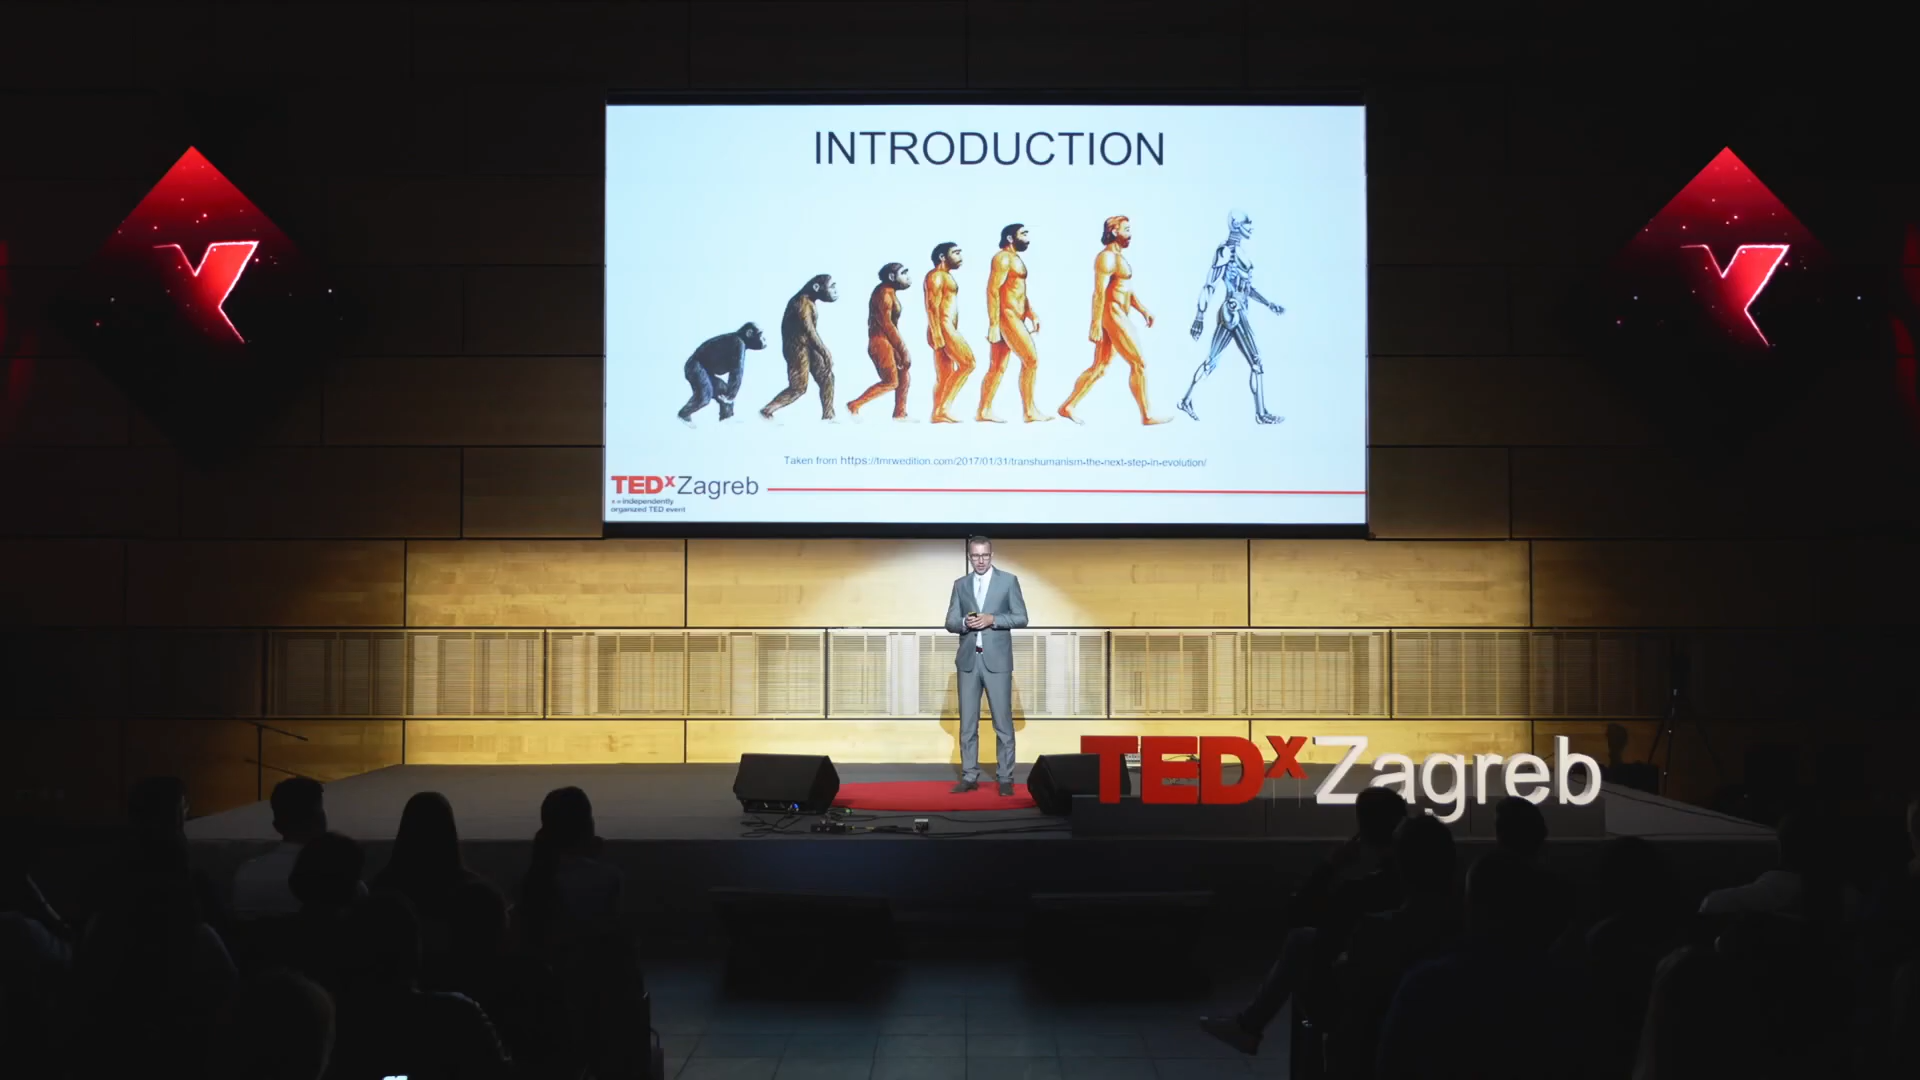 INTRODUCTION
Taken from https://tmrwedition.com/2017/01/31/transhumanism-the-next-step-in-evolution/
TEDxZagreb
x = independently
organized TED event
TEDxZagreb